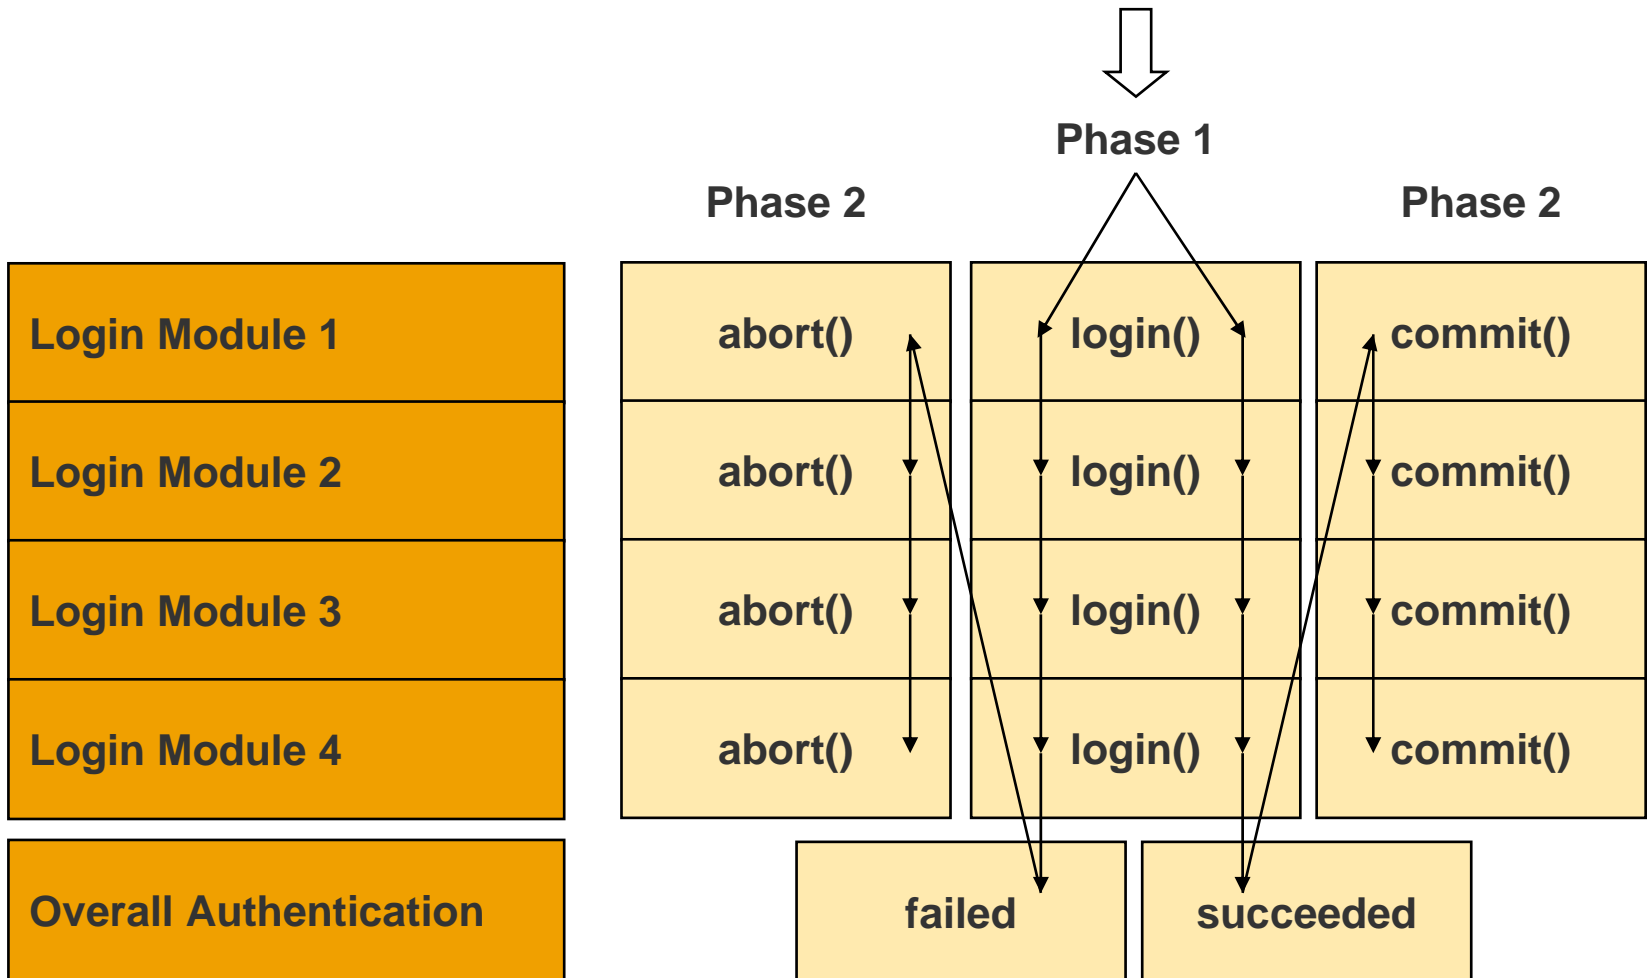 Phase 1
Phase 2
Phase 2
Login Module 1
abort()
login()
commit()
Login Module 2
abort()
login()
commit()
Login Module 3
abort()
login()
commit()
Login Module 4
abort()
login()
commit()
Overall Authentication
failed
succeeded